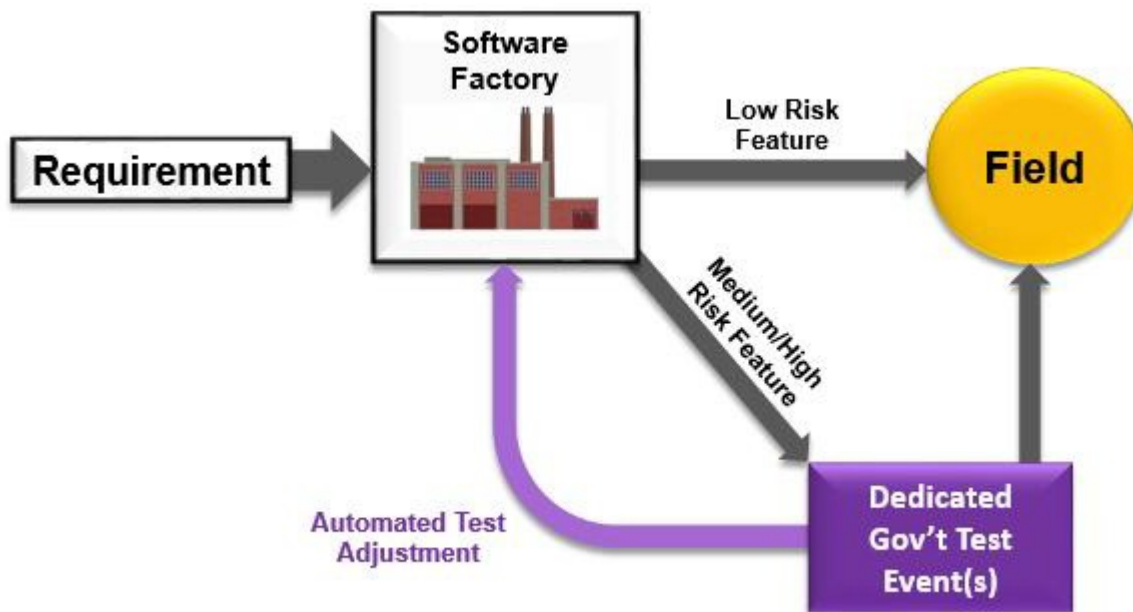 Software
Factory
Low Risk
Feature
Requirement
Field
Medium/High
Risk Feature
Automated Test
Adjustment
Dedicated
Gov't Test
Event(s)